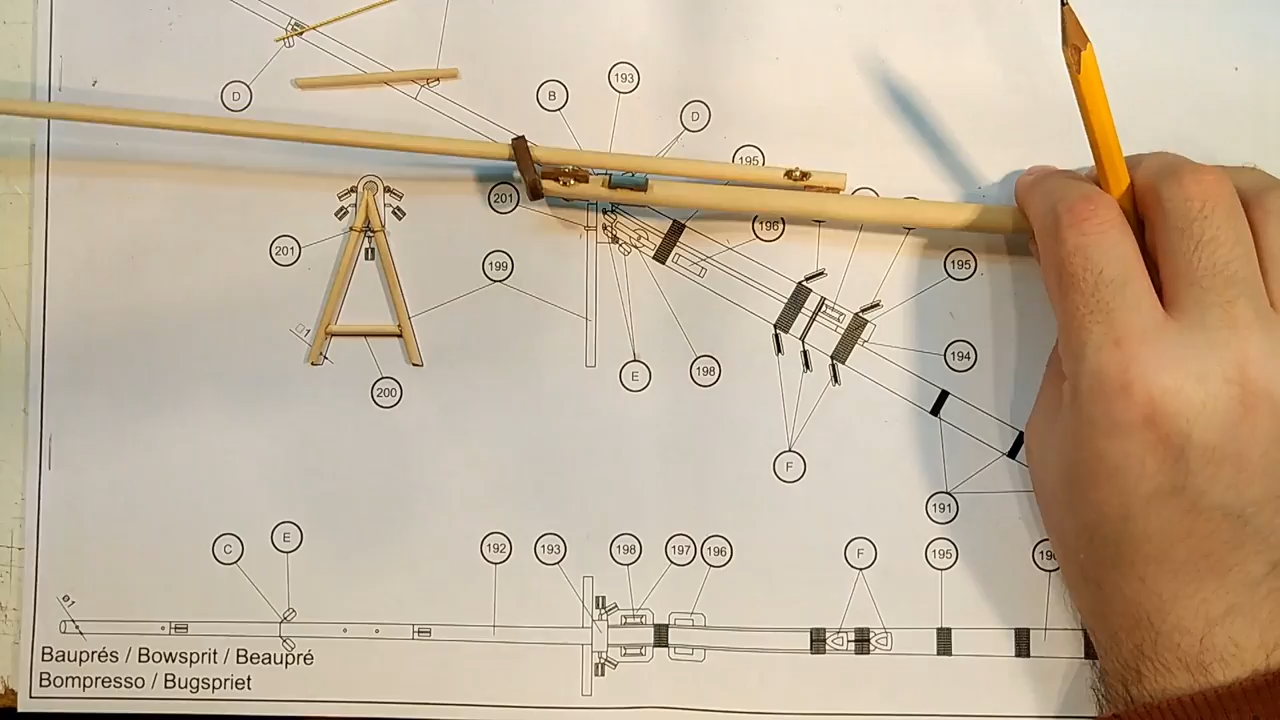 193
B
D
D
195
201
196
201
195
199
□1
194
E
198
200
F
191
E
C
192
193
198
197
196
F
195
ø1
Bauprés / Bowsprit / Beaupré
Bompresso / Bugspriet